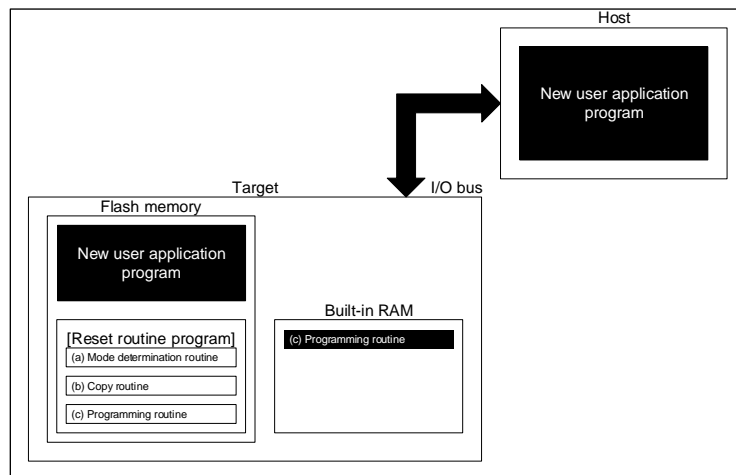 Host
New user application
program
I/O bus
Target
Flash memory
New user application
program
[Reset routine program]
(a) Mode determination routine
(b) Copy routine
(c) Programming routine
Built-in RAM
(c) Programming routine